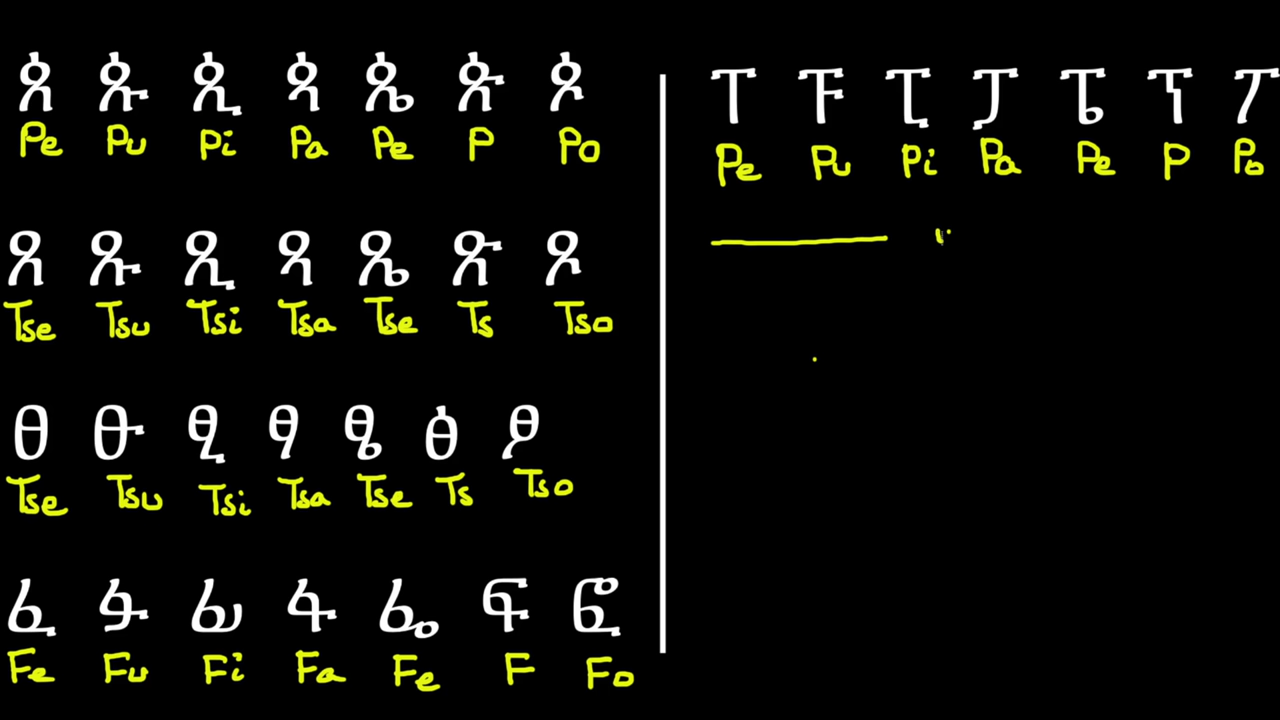 ጰ ጱ ጲ ጳ ጴ ጵ ጶ
Pe Pu Pi Pa Pe P Po
ጸ ጹ ጺ ጻ ጼ ጽ ጾ
Tse Tsu Tsi Tsa Tse Ts Tso
ፀ ፁ ፂ ፃ ፄ ፅ ፆ
Tse Tsu Tsi Tsa Tse Ts Tso
ፈ ፉ ፊ ፋ ፌ ፍ ፎ
Fe Fu Fi Fa Fe F Fo
ፐ ፑ ፒ ፓ ፔ ፕ ፖ
Pe Pu Pi Pa Pe P Po